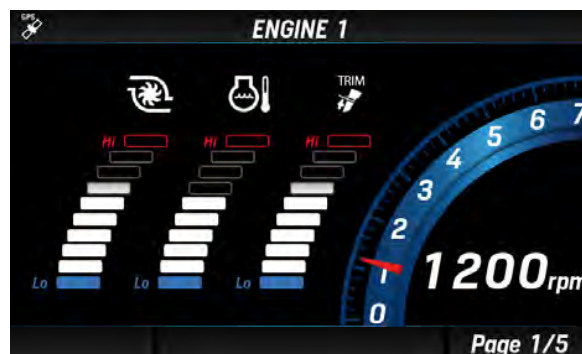 GPS
ENGINE 1
TRIM
Hi Hi Hi
Lo Lo Lo
7
6
5
4
3
2
1
0
1200rpm
Page 1/5